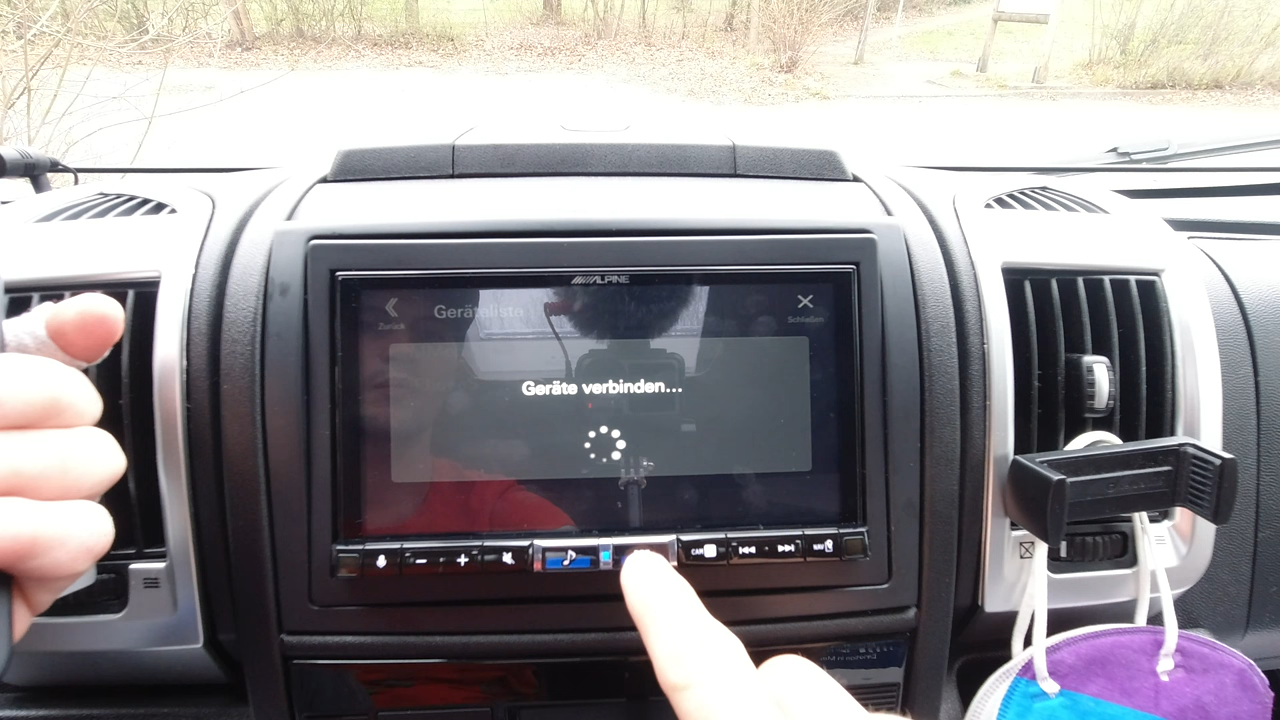 ALPINE
Geräteliste
Zurück
Schließen
Geräte verbinden...
CAM
NAV